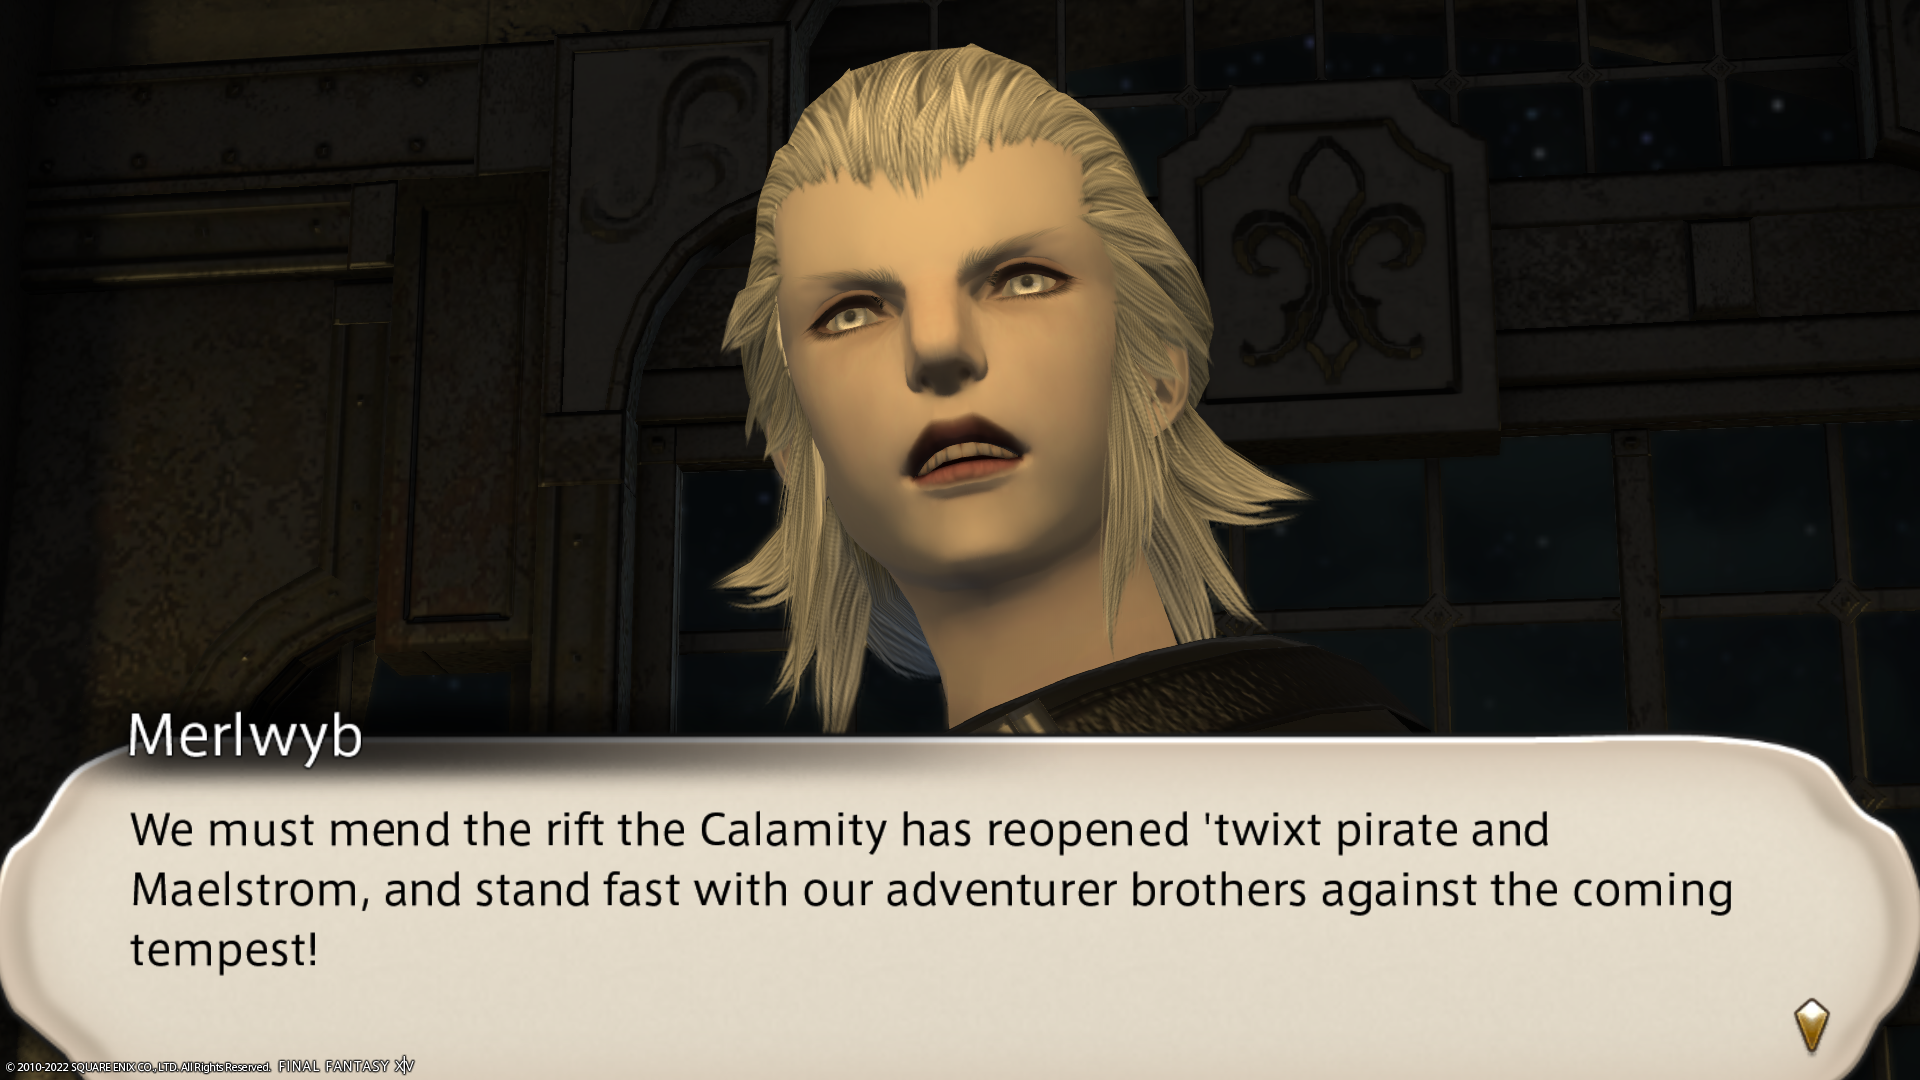 Merlwyb
We must mend the rift the Calamity has reopened 'twixt pirate and
Maelstrom, and stand fast with our adventurer brothers against the coming
tempest!
© 2010-2022 SQUARE ENIX CO., LTD. All Rights Reserved. FINAL FANTASY XIV